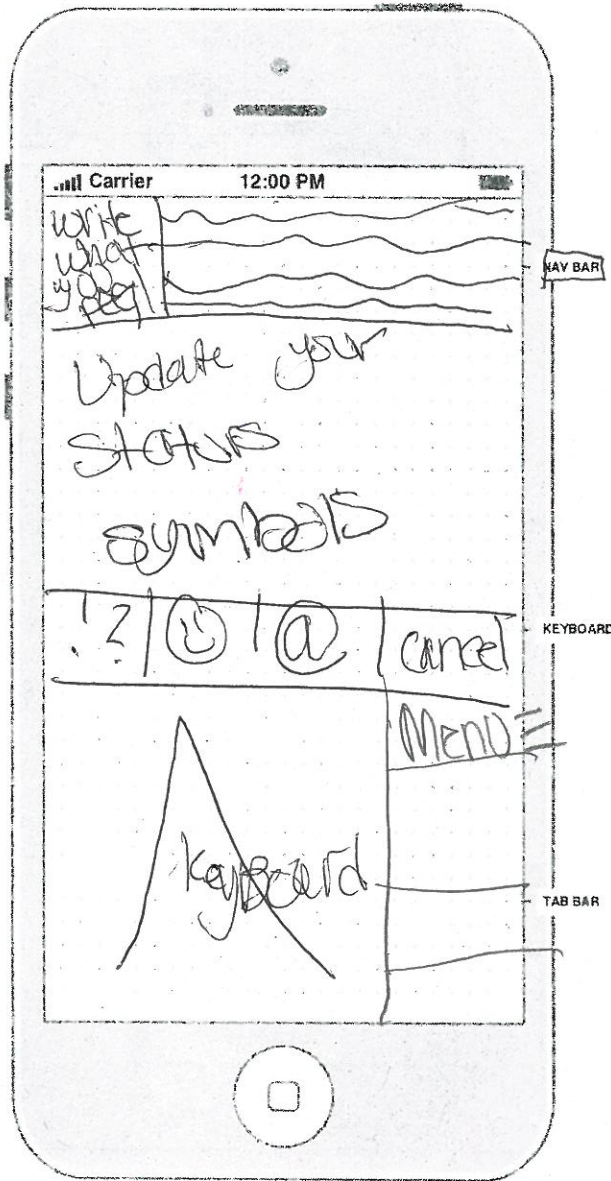 Carrier 12:00 PM
write
what
you
feel
NAV BAR
Update your
status
symbols
!? @ cancel
KEYBOARD
Menu
Keyboard
TAB BAR